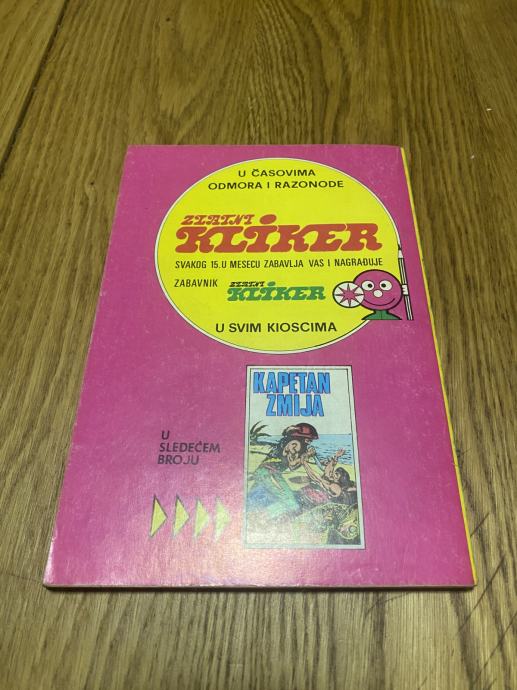 U ČASOVIMA
ODMORA I RAZONODE
ZLATNI
KLIKER
SVAKOG 15. U MESECU ZABAVLJA VAS I NAGRAĐUJE
ZABAVNIK ZLATNI KLIKER
U SVIM KIOSCIMA
KAPETAN
ZMIJA
U
SLEDEĆEM
BROJU